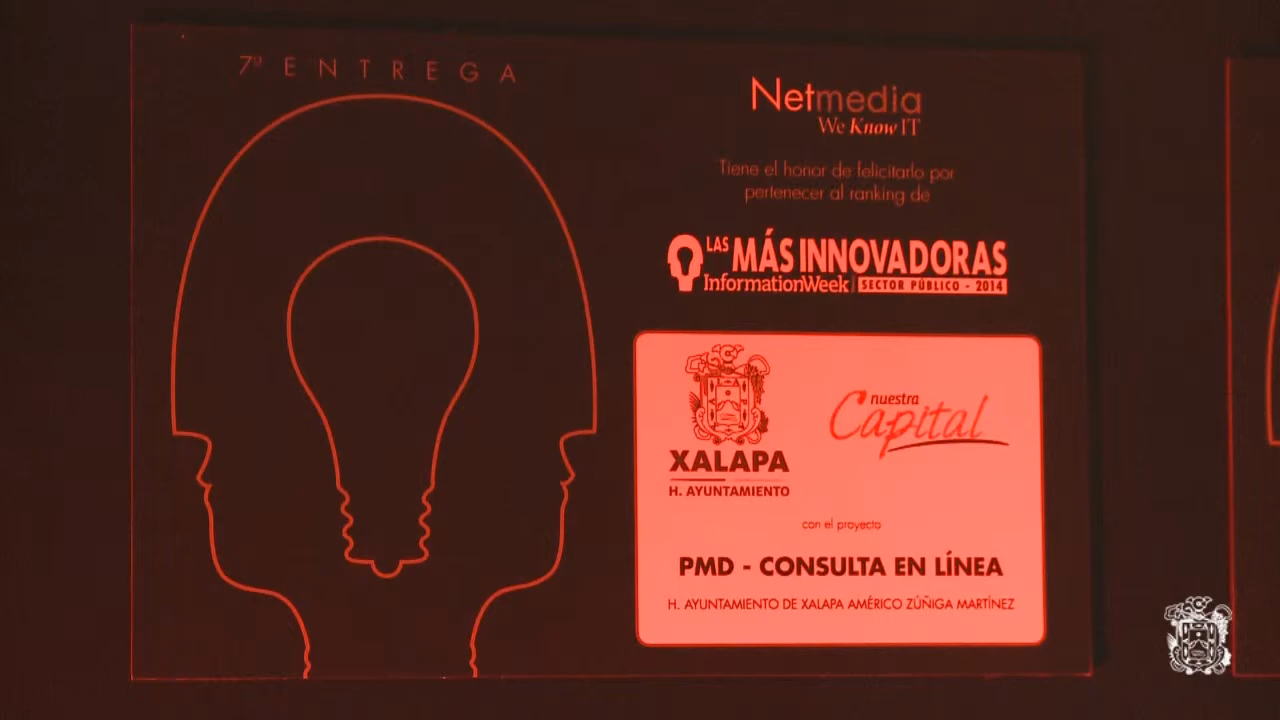 7ª ENTREGA
Netmedia
We Know IT
Tiene el honor de felicitarlo por
pertenecer al ranking de
LAS MÁS INNOVADORAS
InformationWeek SECTOR PÚBLICO - 2014
nuestra
Capital
XALAPA
H. AYUNTAMIENTO
con el proyecto
PMD - CONSULTA EN LÍNEA
H. AYUNTAMIENTO DE XALAPA AMÉRICO ZÚÑIGA MARTÍNEZ